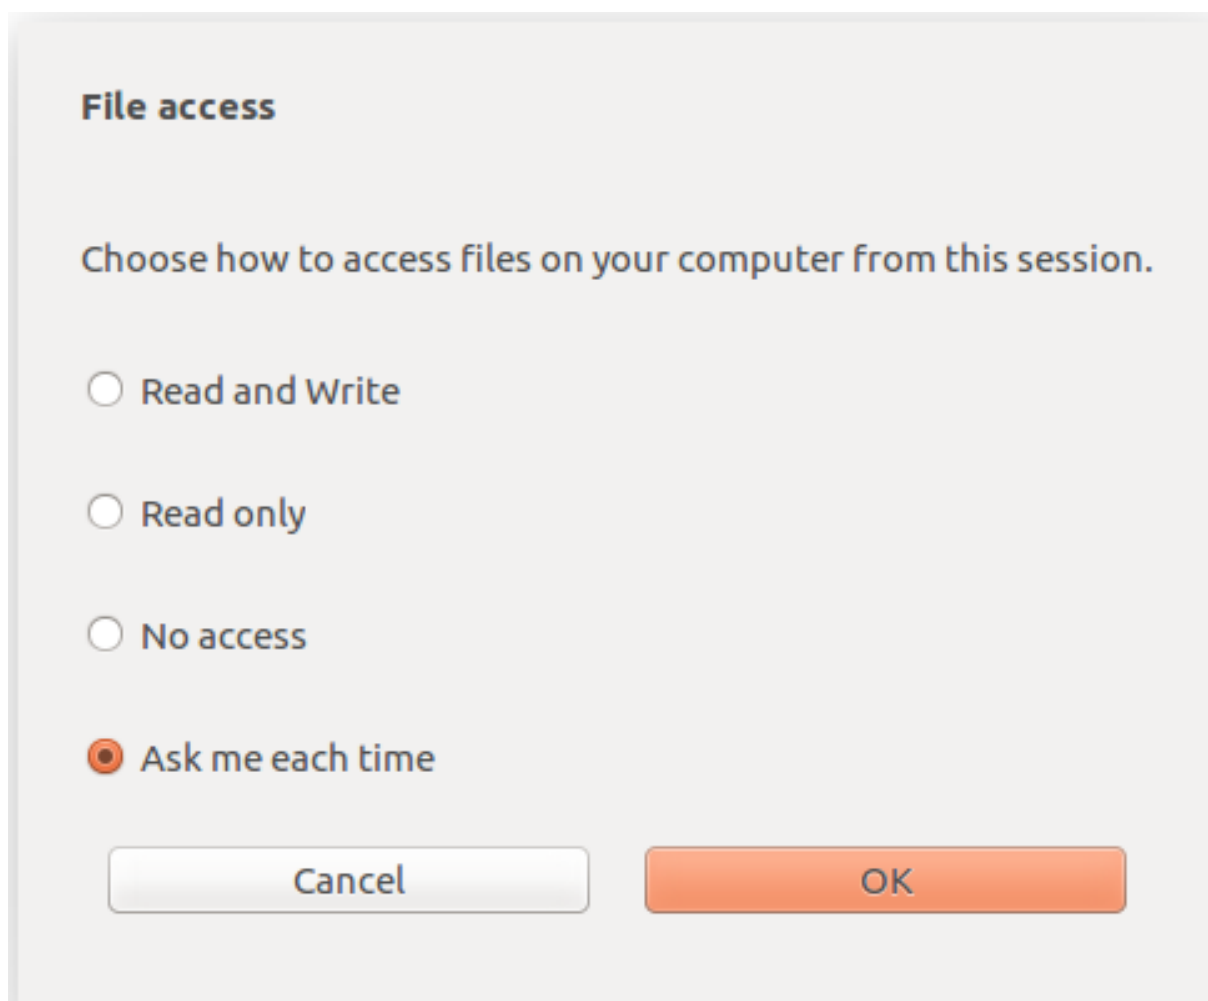 File access
Choose how to access files on your computer from this session.
Read and Write
Read only
No access
Ask me each time
Cancel
OK